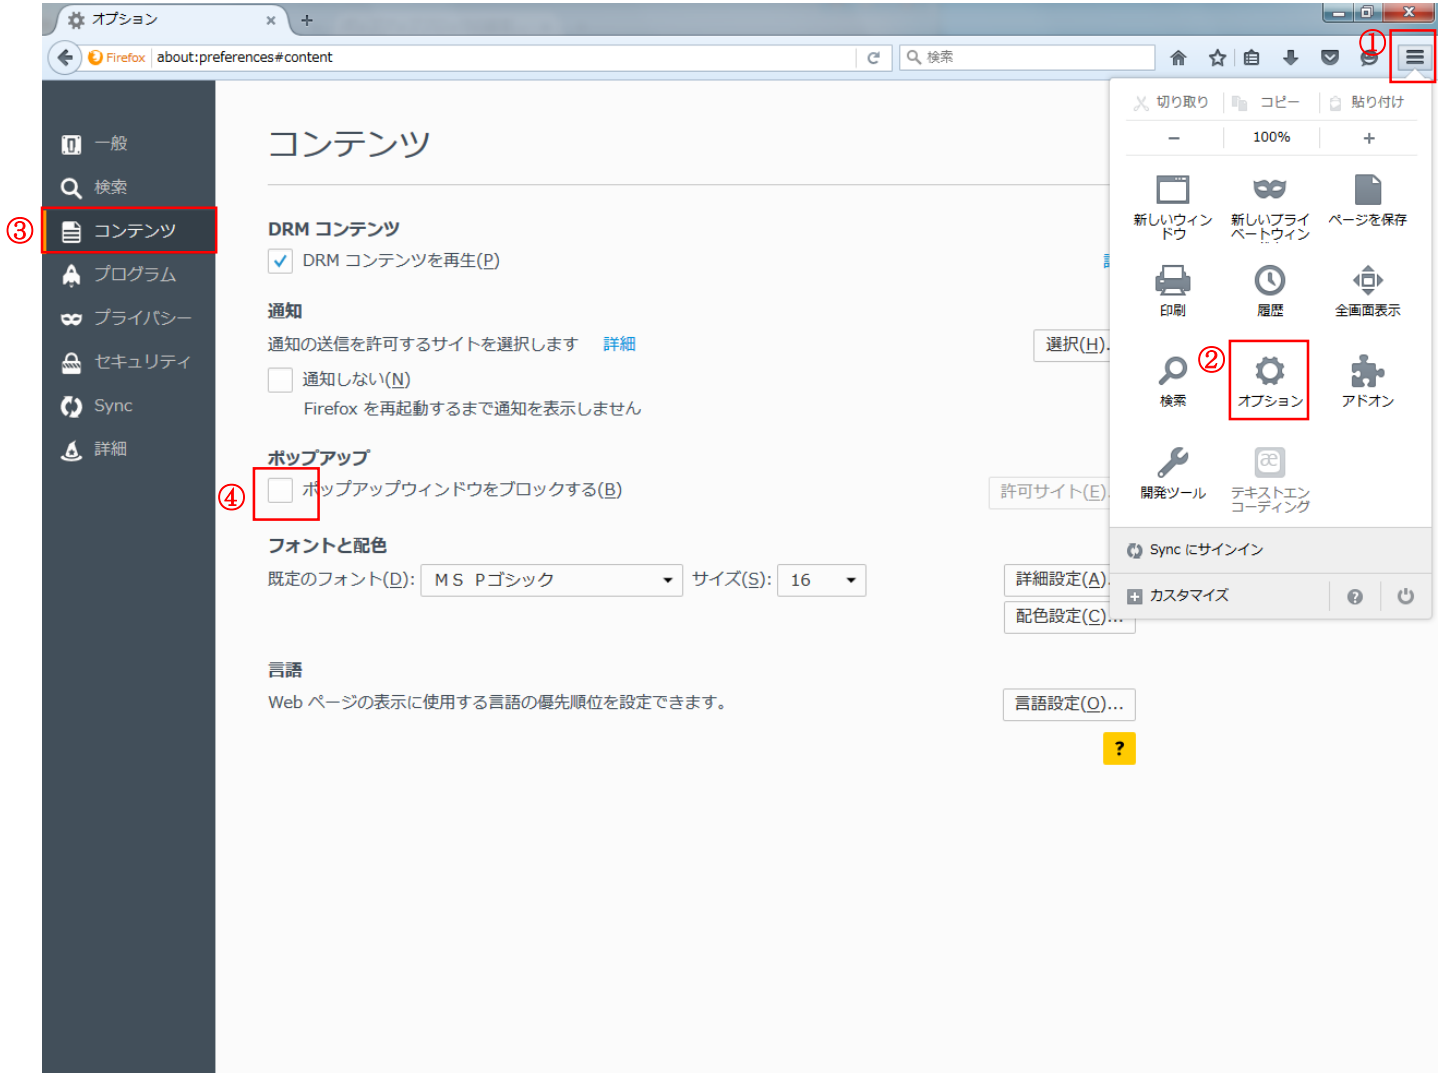 オプション
Firefox about:preferences#content
検索
①
切り取り コピー 貼り付け
− 100% +
新しいウィンドウ
新しいプライベートウィン
ページを保存
印刷
履歴
全画面表示
検索
②
オプション
アドオン
開発ツール
テキストエンコーディング
Sync にサインイン
カスタマイズ
一般
検索
③
コンテンツ
プログラム
プライバシー
セキュリティ
Sync
詳細
コンテンツ
DRM コンテンツ
DRM コンテンツを再生(P)
通知
通知の送信を許可するサイトを選択します 詳細
選択(H).
通知しない(N)
Firefox を再起動するまで通知を表示しません
ポップアップ
④
ポップアップウィンドウをブロックする(B)
許可サイト(E)
フォントと配色
既定のフォント(D): ＭＳ Ｐゴシック サイズ(S): 16
詳細設定(A).
配色設定(C)...
言語
Web ページの表示に使用する言語の優先順位を設定できます。
言語設定(O)...
?